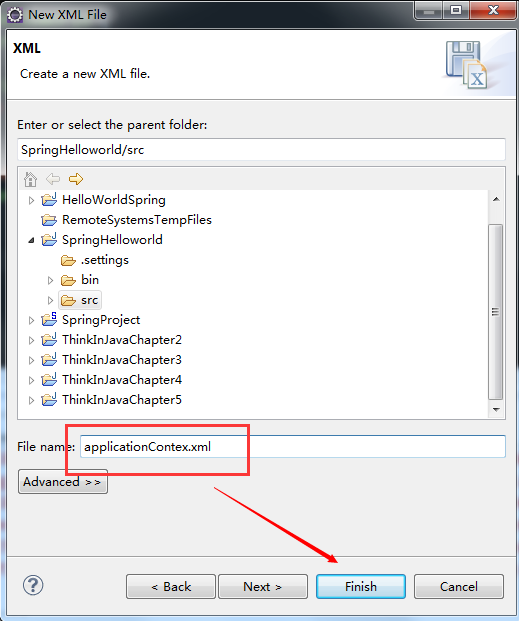 New XML File
XML
Create a new XML file.
X
Enter or select the parent folder:
SpringHelloworld/src
HelloWorldSpring
RemoteSystemsTempFiles
SpringHelloworld
.settings
bin
src
SpringProject
ThinkInJavaChapter2
ThinkInJavaChapter3
ThinkInJavaChapter4
ThinkInJavaChapter5
File name: applicationContex.xml
Advanced >>
? < Back Next > Finish Cancel